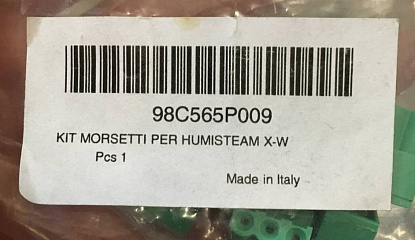 98C565P009
KIT MORSETTI PER HUMISTEAM X-W
Pcs 1
Made in Italy